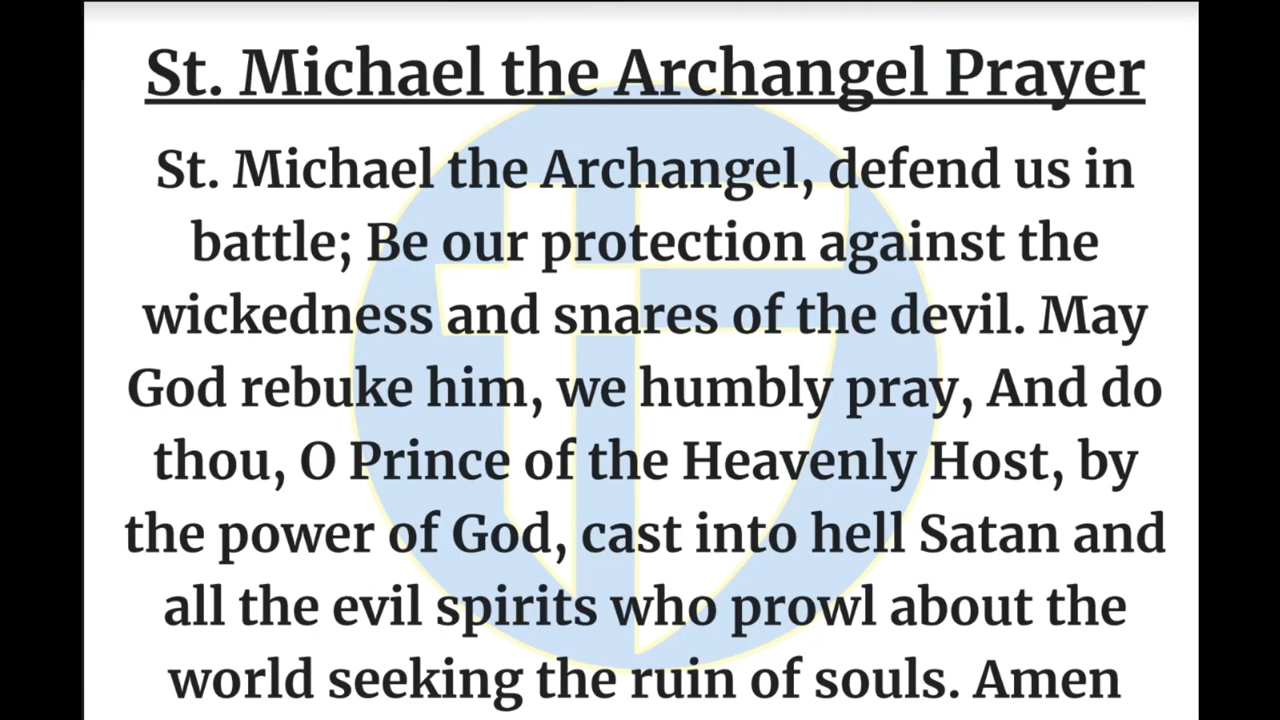 St. Michael the Archangel Prayer
St. Michael the Archangel, defend us in
battle; Be our protection against the
wickedness and snares of the devil. May
God rebuke him, we humbly pray, And do
thou, O Prince of the Heavenly Host, by
the power of God, cast into hell Satan and
all the evil spirits who prowl about the
world seeking the ruin of souls. Amen